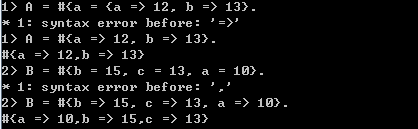 1> A = #{a = {a => 12, b => 13}.
* 1: syntax error before: '=>'
1> A = #{a => 12, b => 13}.
#{a => 12,b => 13}
2> B = #{b = 15, c = 13, a = 10}.
* 1: syntax error before: ','
2> B = #{b => 15, c => 13, a => 10}.
#{a => 10,b => 15,c => 13}